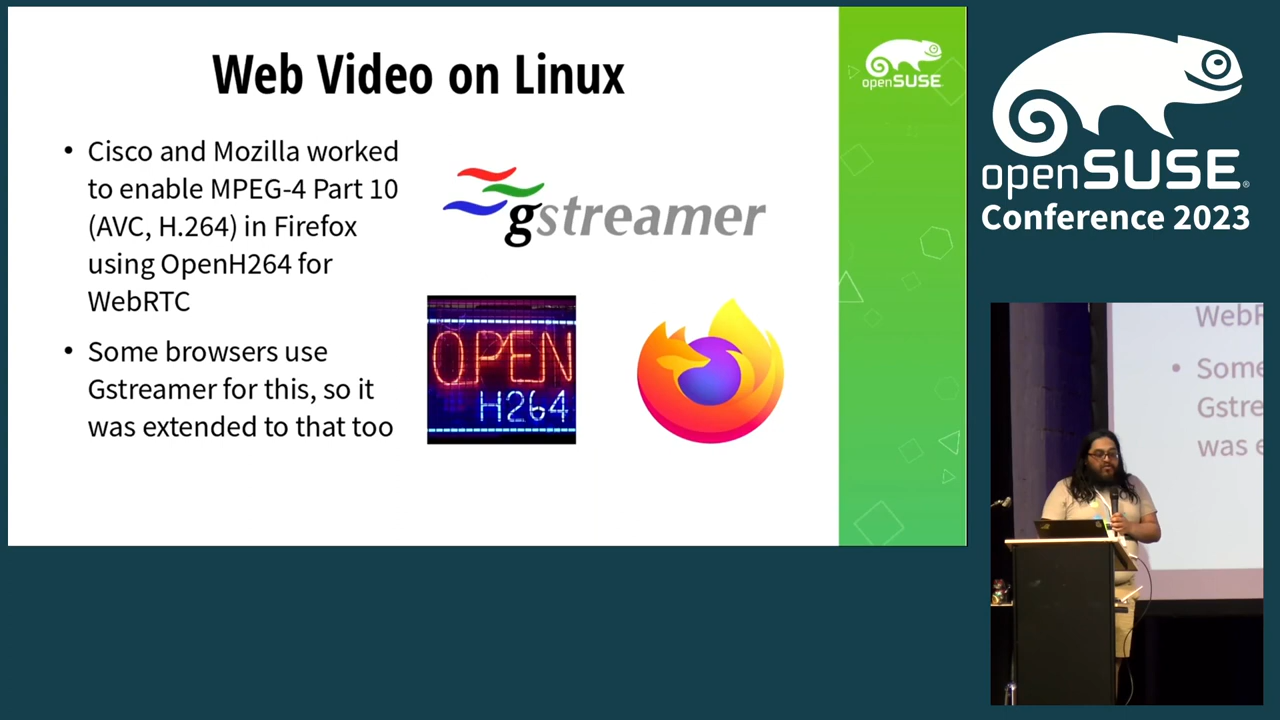 Web Video on Linux
• Cisco and Mozilla worked
to enable MPEG-4 Part 10
(AVC, H.264) in Firefox
using OpenH264 for
WebRTC
• Some browsers use
Gstreamer for this, so it
was extended to that too
gstreamer
OPEN
H264
openSUSE
openSUSE®
Conference 2023
WebR
• Some
Gstre
was e